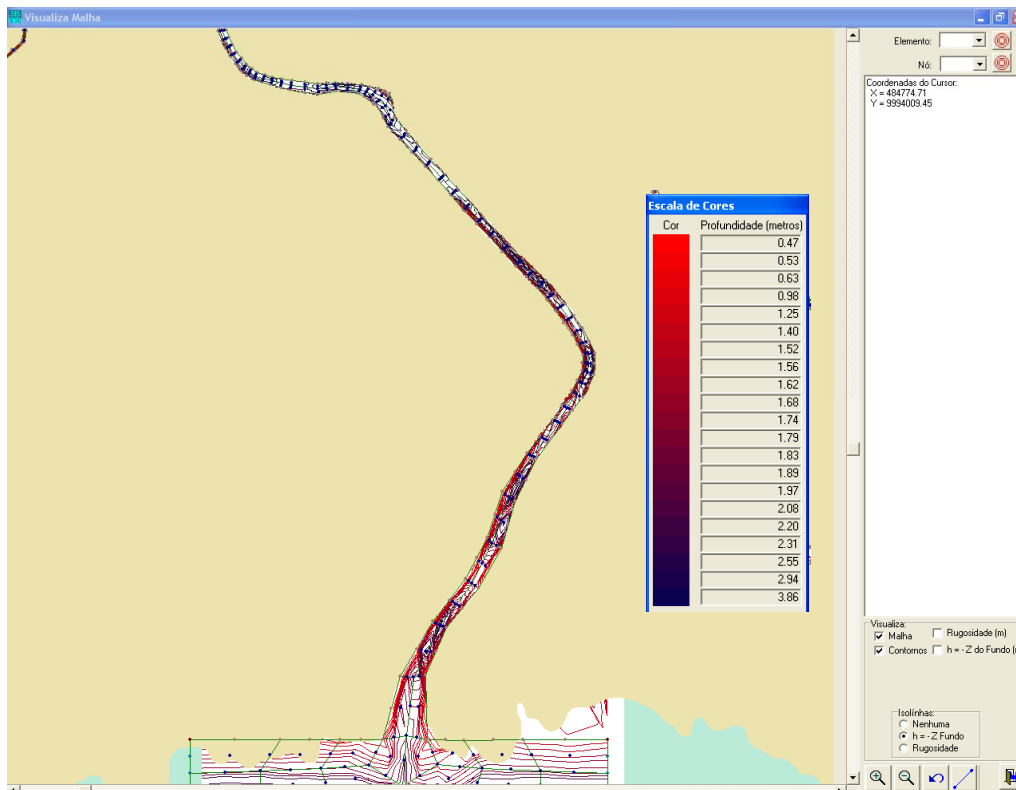 Visualiza Malha
Elemento:
Nó:
Coordenadas do Cursor:
X = 484774.71
Y = 9994009.45
Escala de Cores
Cor Profundidade (metros)
0.47
0.53
0.63
0.98
1.25
1.40
1.52
1.56
1.62
1.68
1.74
1.79
1.83
1.89
1.97
2.08
2.20
2.31
2.55
2.94
3.86
Visualiza:
Malha Rugosidade (m)
Contornos h = - Z do Fundo
Isolinhas:
Nenhuma
h = - Z Fundo
Rugosidade